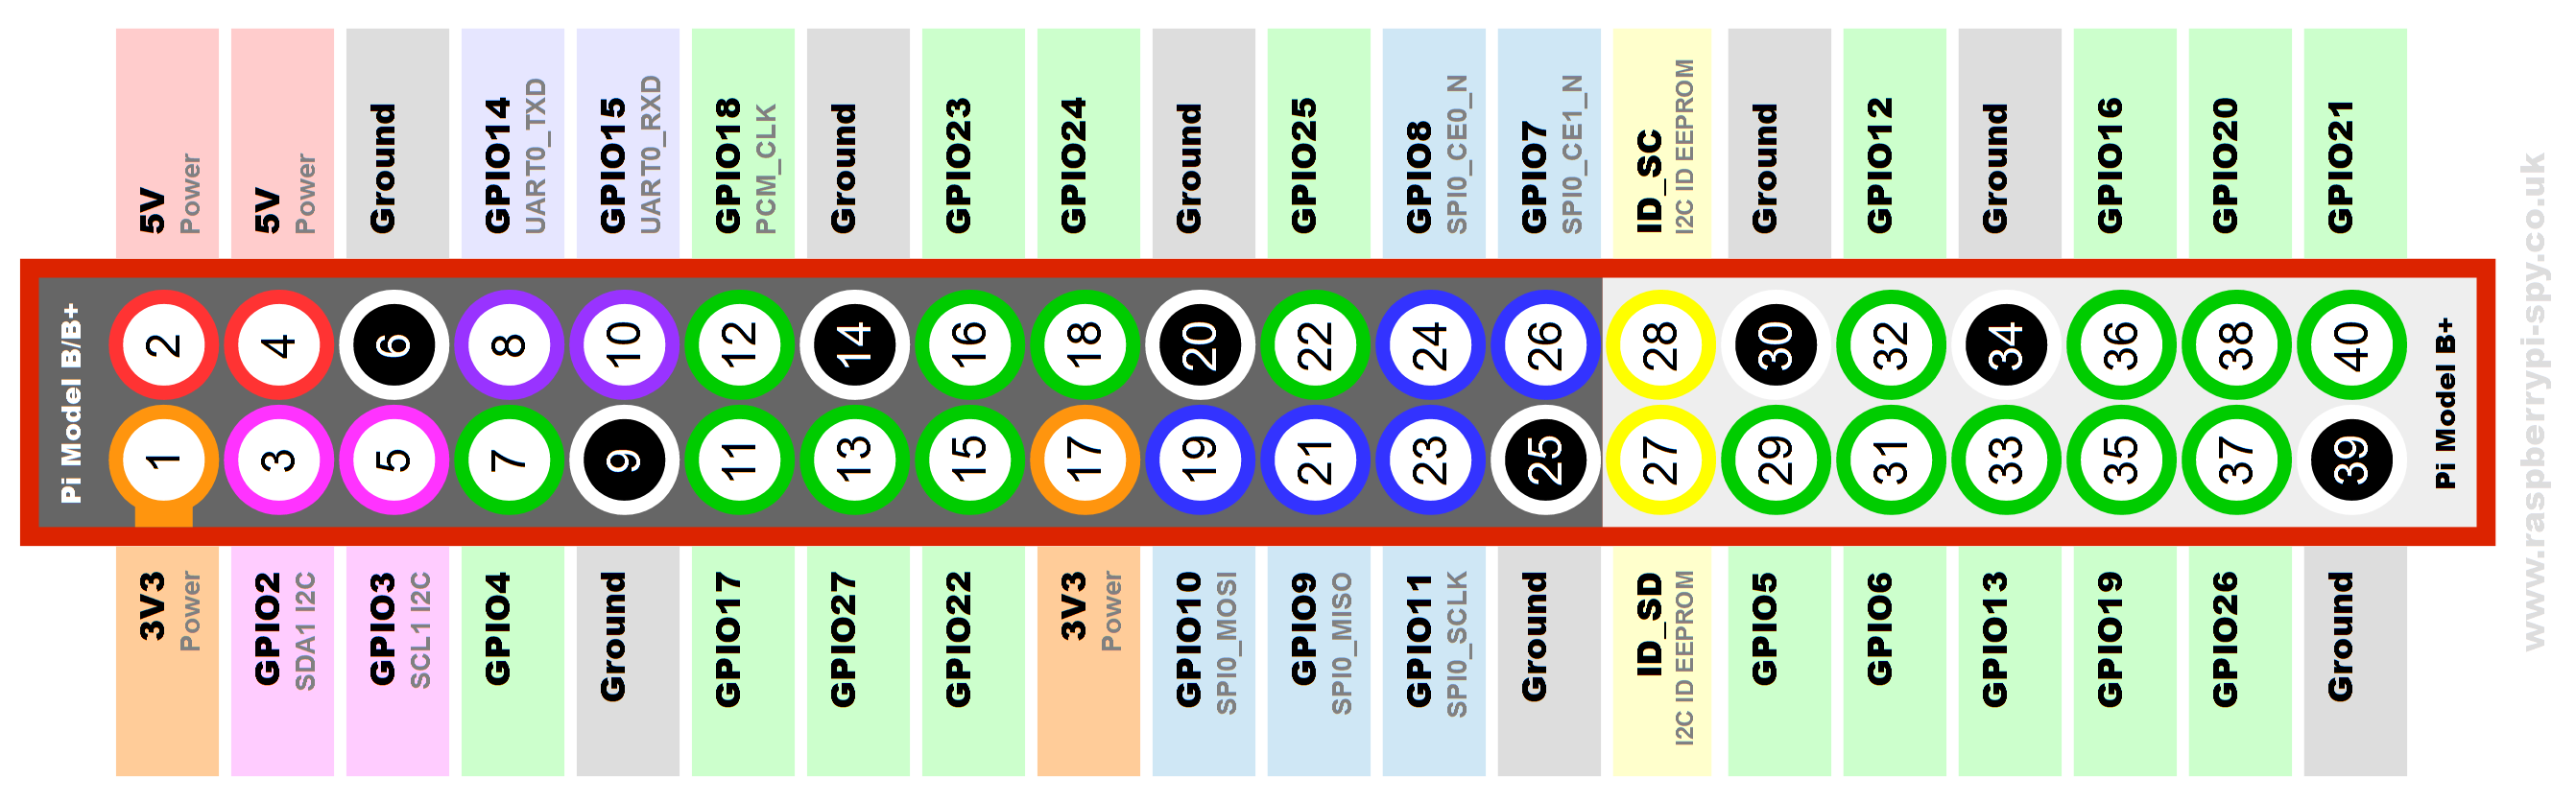 5V
Power
5V
Power
Ground
GPIO14
UART0_TXD
GPIO15
UART0_RXD
GPIO18
PCM_CLK
Ground
GPIO23
GPIO24
Ground
GPIO25
GPIO8
SPI0_CE0_N
GPIO7
SPI0_CE1_N
ID_SC
I2C ID EEPROM
Ground
GPIO12
Ground
GPIO16
GPIO20
GPIO21
Pi Model B/B+
2
4
6
8
10
12
14
16
18
20
22
24
26
28
30
32
34
36
38
40
1
3
5
7
9
11
13
15
17
19
21
23
25
27
29
31
33
35
37
39
Pi Model B+
3V3
Power
GPIO2
SDA1 I2C
GPIO3
SCL1 I2C
GPIO4
Ground
GPIO17
GPIO27
GPIO22
3V3
Power
GPIO10
SPI0_MOSI
GPIO9
SPI0_MISO
GPIO11
SPI0_SCLK
Ground
ID_SD
I2C ID EEPROM
GPIO5
GPIO6
GPIO13
GPIO19
GPIO26
Ground
www.raspberrypi-spy.co.uk